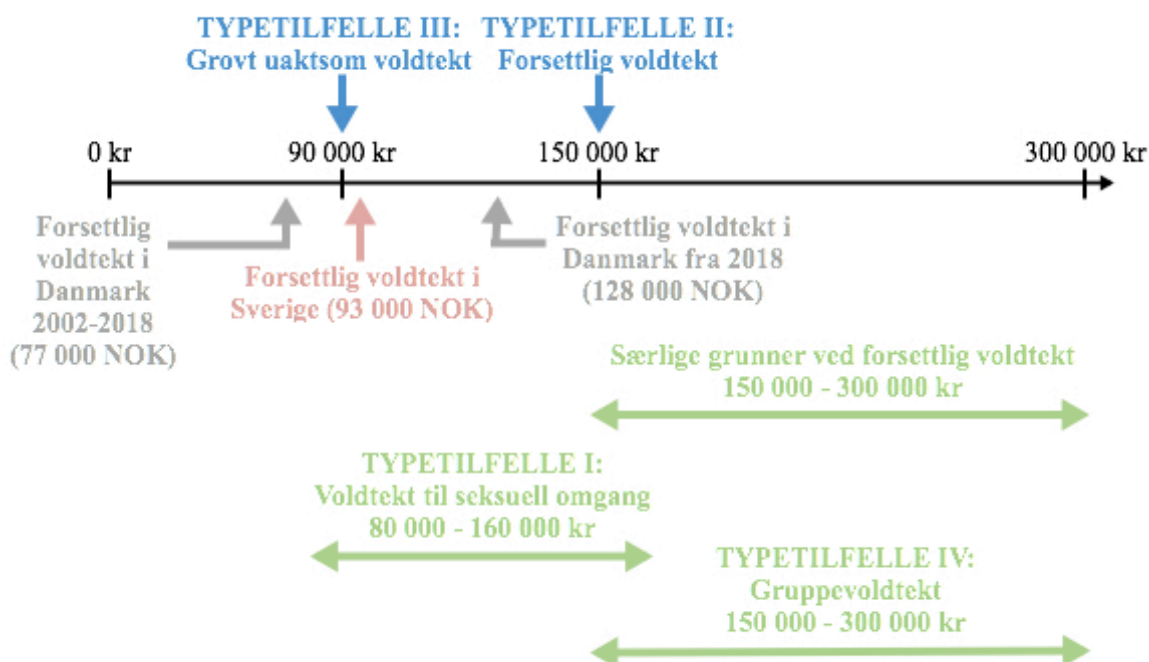 TYPETILFELLE III:
Grovt uaktsom voldtekt
TYPETILFELLE II:
Forsettlig voldtekt
0 kr
90 000 kr
150 000 kr
300 000 kr
Forsettlig
voldtekt i
Danmark
2002-2018
(77 000 NOK)
Forsettlig voldtekt i
Sverige (93 000 NOK)
Forsettlig voldtekt i
Danmark fra 2018
(128 000 NOK)
Særlige grunner ved forsettlig voldtekt
150 000 - 300 000 kr
TYPETILFELLE I:
Voldtekt til seksuell omgang
80 000 - 160 000 kr
TYPETILFELLE IV:
Gruppevoldtekt
150 000 - 300 000 kr